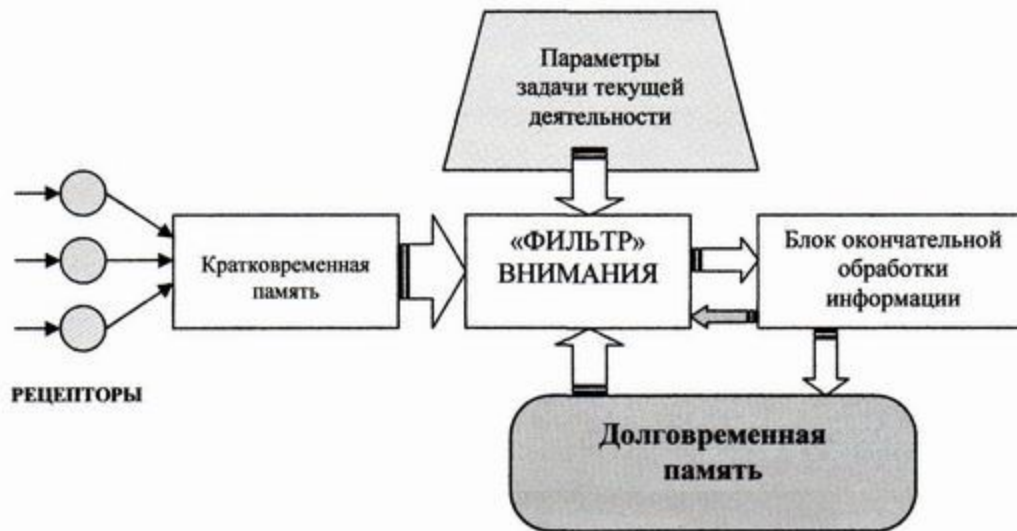 Параметры
задачи текущей
деятельности
Кратковременная
память
«ФИЛЬТР»
ВНИМАНИЯ
Блок окончательной
обработки
информации
РЕЦЕПТОРЫ
Долговременная
память